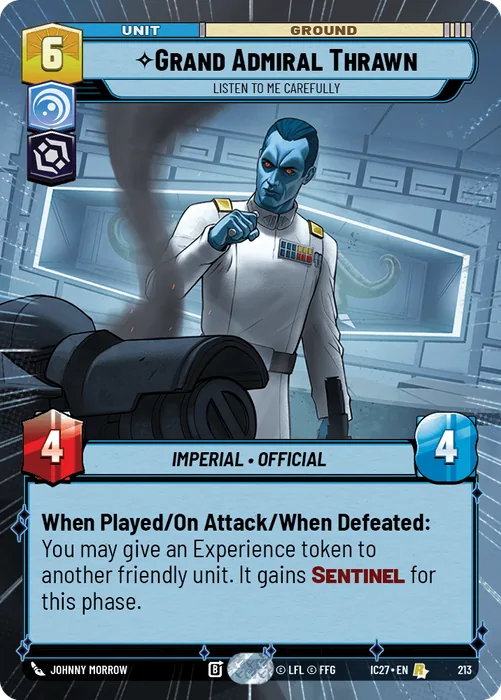 6
UNIT
GROUND
✧GRAND ADMIRAL THRAWN
LISTEN TO ME CAREFULLY
4
IMPERIAL • OFFICIAL
4
When Played/On Attack/When Defeated:
You may give an Experience token to
another friendly unit. It gains SENTINEL for
this phase.
JOHNNY MORROW
B
© LFL © FFG
IC27 • EN
R
213